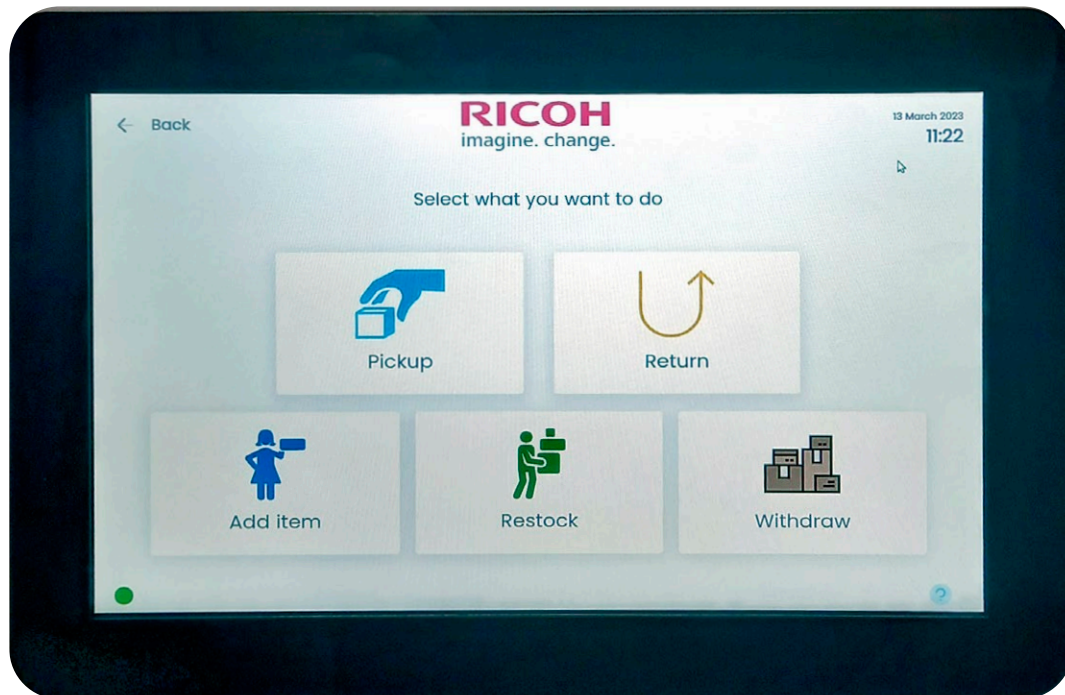 ← Back
RICOH
imagine. change.
13 March 2023
11:22
Select what you want to do
Pickup
Return
Add item
Restock
Withdraw
?